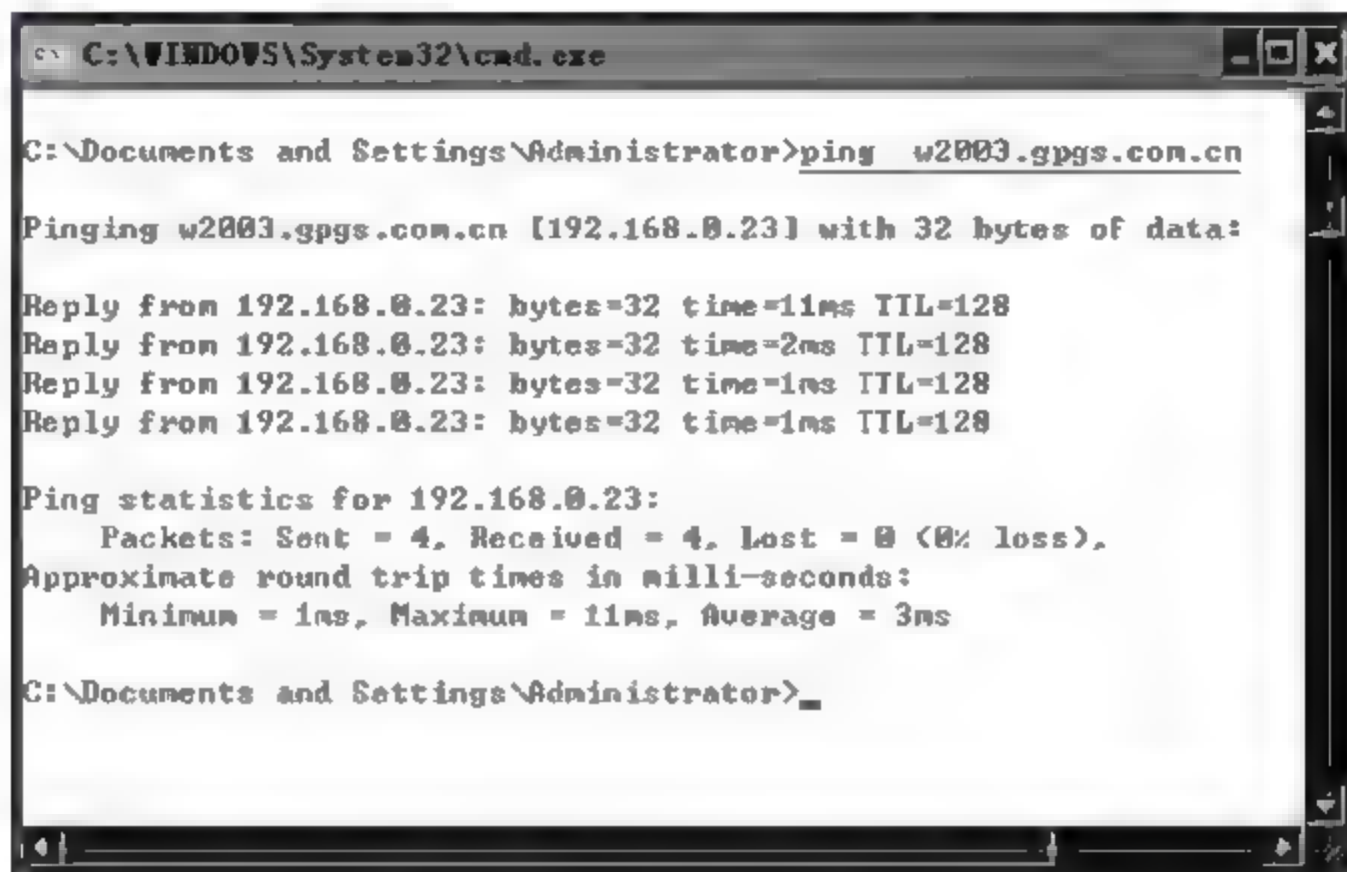 C:\WINDOWS\System32\cmd.exe
C:\Documents and Settings\Administrator>ping  w2003.gpgs.com.cn
Pinging w2003.gpgs.com.cn [192.168.0.23] with 32 bytes of data:
Reply from 192.168.0.23: bytes=32 time=11ms TTL=128
Reply from 192.168.0.23: bytes=32 time=2ms TTL=128
Reply from 192.168.0.23: bytes=32 time=1ms TTL=128
Reply from 192.168.0.23: bytes=32 time=1ms TTL=128
Ping statistics for 192.168.0.23:
    Packets: Sent = 4, Received = 4, Lost = 0 (0% loss),
Approximate round trip times in milli-seconds:
    Minimum = 1ms, Maximum = 11ms, Average = 3ms
C:\Documents and Settings\Administrator>_